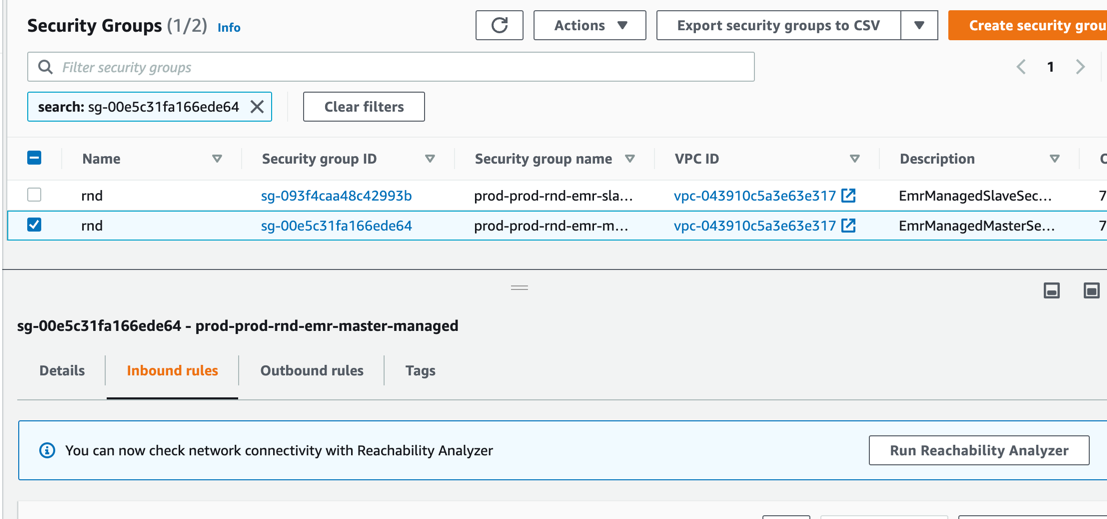 Security Groups (1/2) Info
Actions
Export security groups to CSV
Create security grou
Filter security groups
1
search: sg-00e5c31fa166ede64
Clear filters
Name Security group ID Security group name VPC ID Description
rnd sg-093f4caa48c42993b prod-prod-rnd-emr-sla... vpc-043910c5a3e63e317 EmrManagedSlaveSec... 7
rnd sg-00e5c31fa166ede64 prod-prod-rnd-emr-m... vpc-043910c5a3e63e317 EmrManagedMasterSe... 7
sg-00e5c31fa166ede64 - prod-prod-rnd-emr-master-managed
Details Inbound rules Outbound rules Tags
You can now check network connectivity with Reachability Analyzer
Run Reachability Analyzer